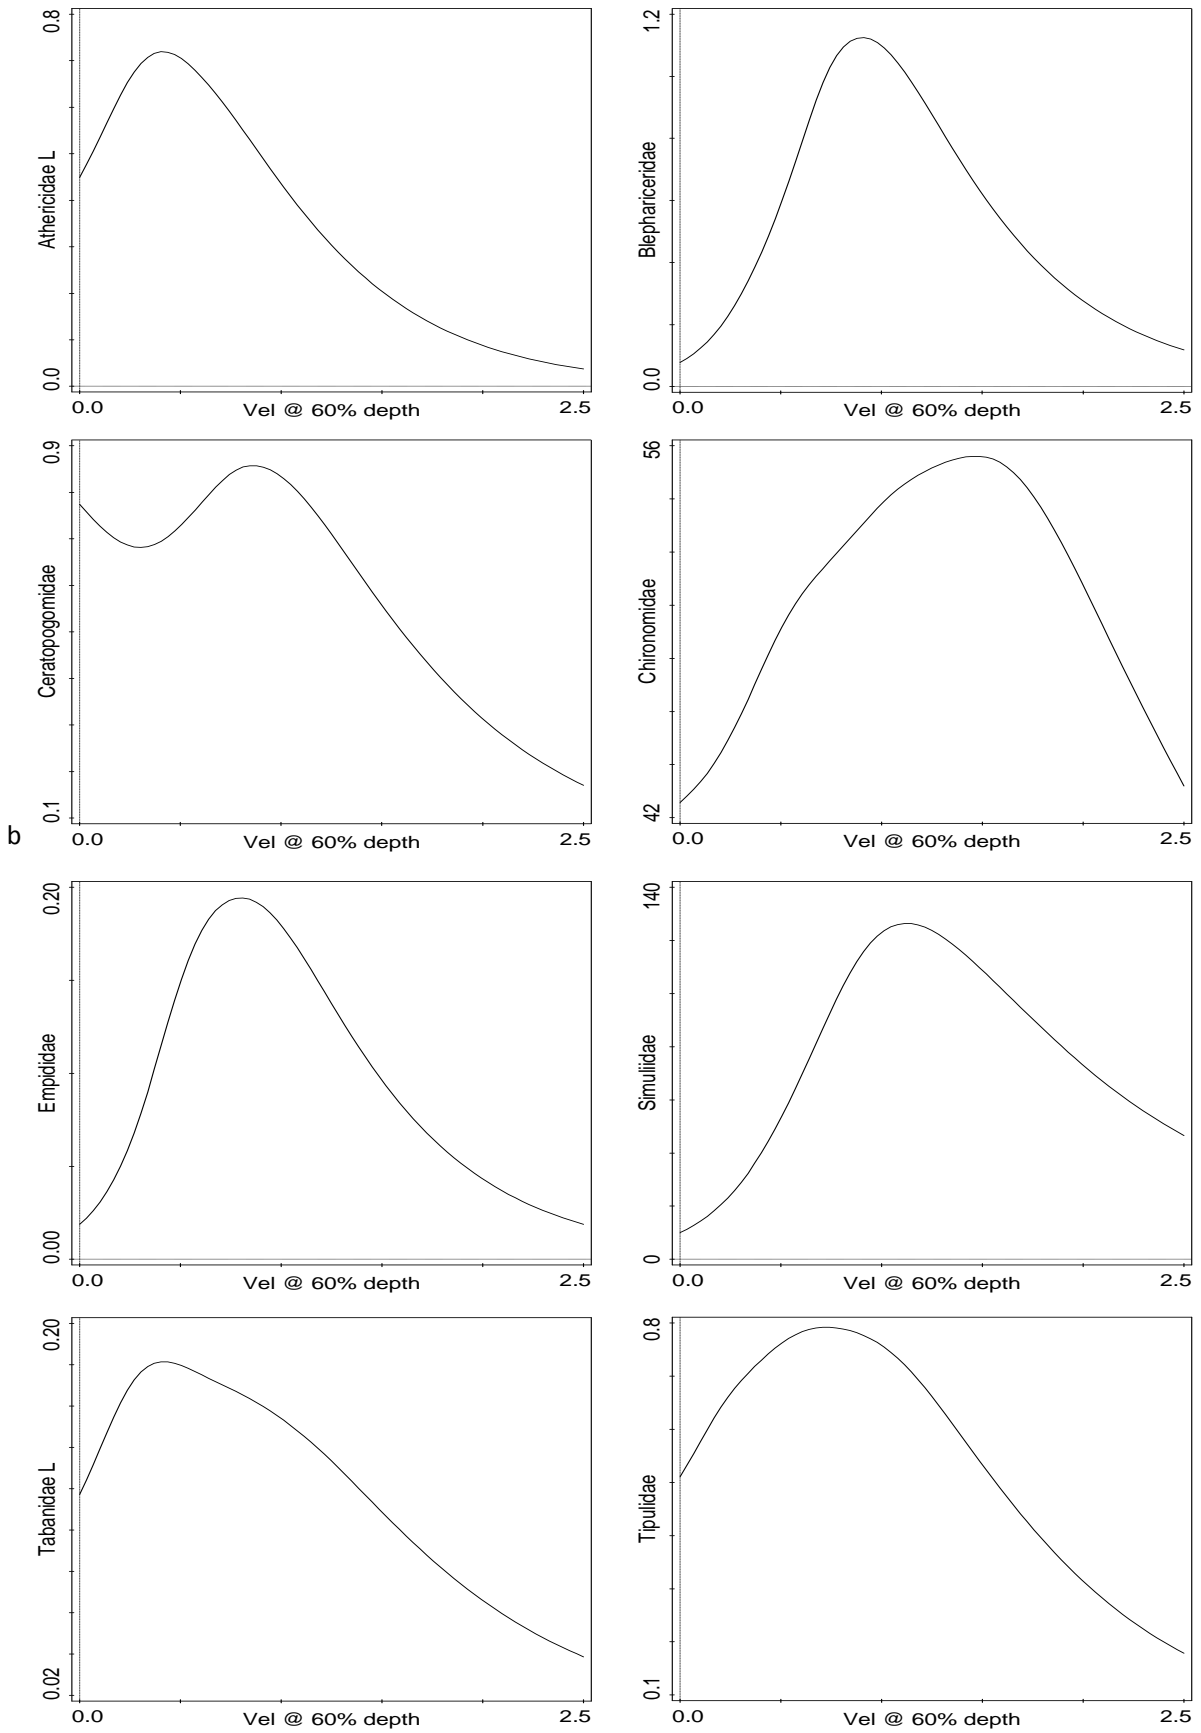 0.8
Athericidae L
0.0
0.0 Vel @ 60% depth 2.5
1.2
Blephariceridae
0.0
0.0 Vel @ 60% depth 2.5
0.9
Ceratopogomidae
0.1
0.0 Vel @ 60% depth 2.5
56
Chironomidae
42
0.0 Vel @ 60% depth 2.5
b
0.20
Empididae
0.00
0.0 Vel @ 60% depth 2.5
140
Simuliidae
0
0.0 Vel @ 60% depth 2.5
0.20
Tabanidae L
0.02
0.0 Vel @ 60% depth 2.5
0.8
Tipulidae
0.1
0.0 Vel @ 60% depth 2.5